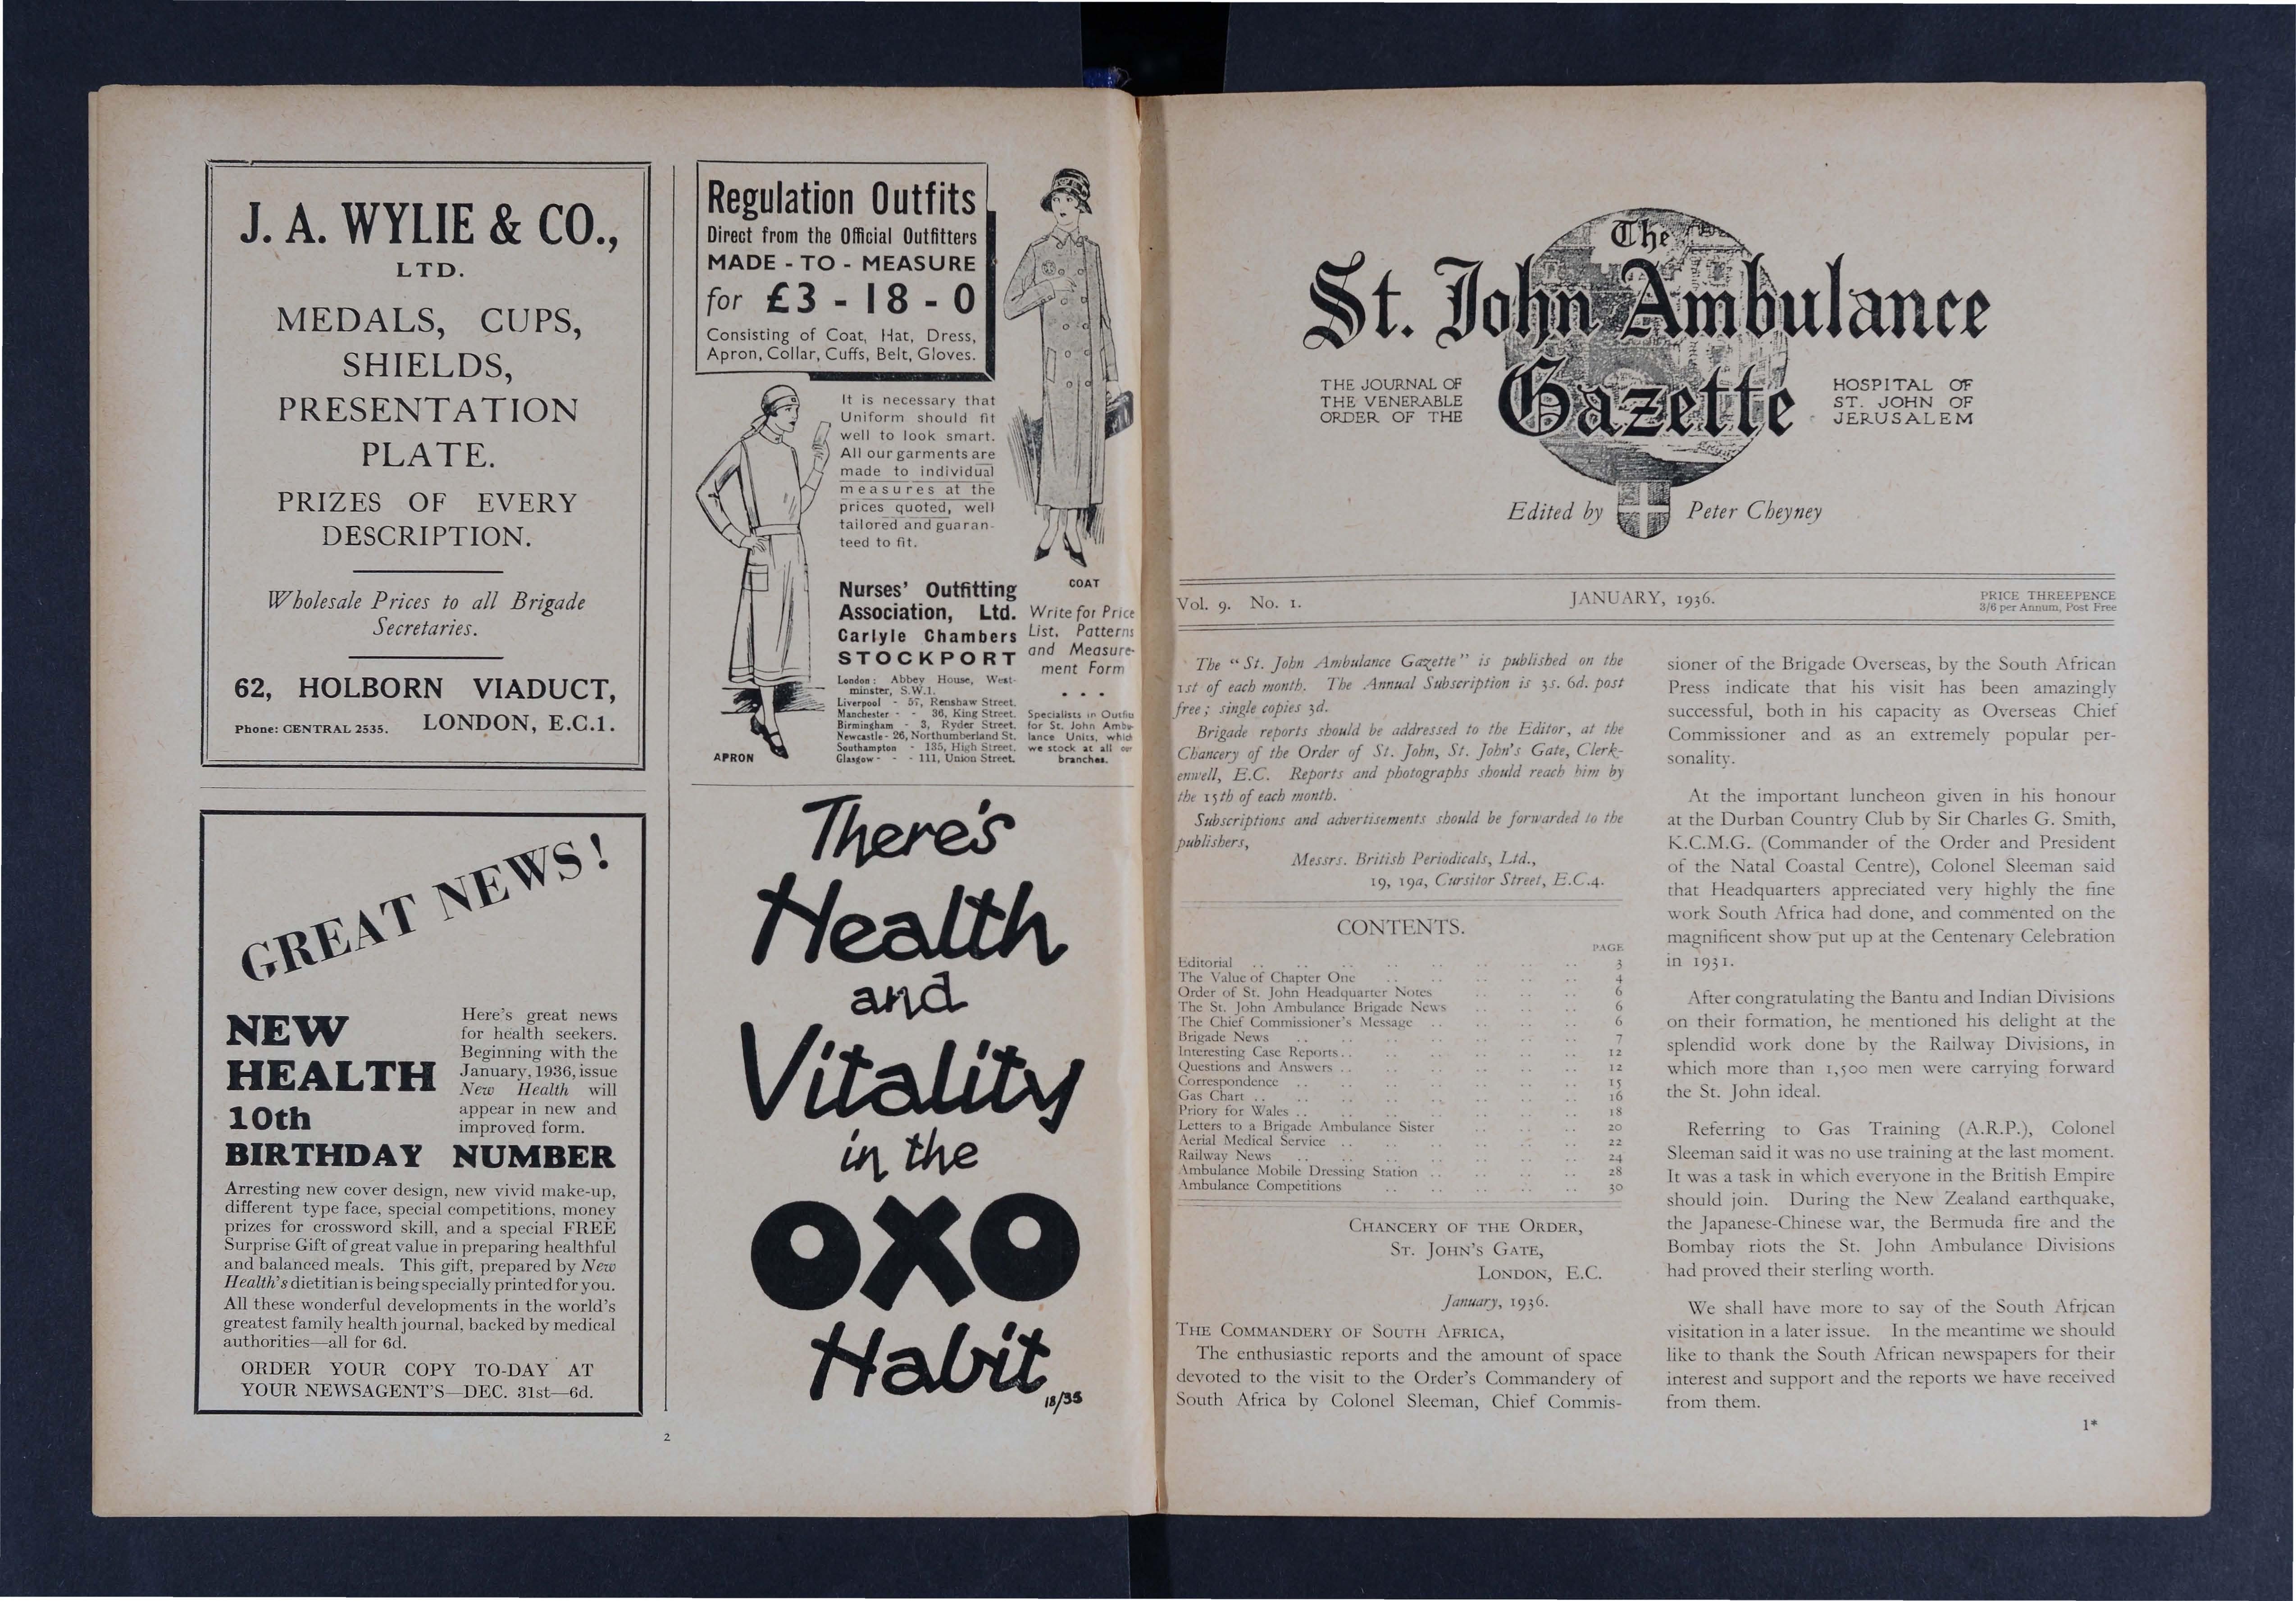 J. A. WYLIE & CO.,
LTD.
MEDALS, CUPS,
SHIELDS,
PRESENTATION
PLATE.
PRIZES OF EVERY
DESCRIPTION.
Wholesale Prices to all Brigade
Secretaries.
62, HOLBORN VIADUCT,
Phone: CENTRAL 2535. LONDON, E.C.1.
GREAT NEWS!
NEW
HEALTH
10th
BIRTHDAY NUMBER
Here's great news
for health seekers.
Beginning with the
January, 1936, issue
New Health will
appear in new and
improved form.
Arresting new cover design, new vivid make-up,
different type face, special competitions, money
prizes for crossword skill, and a special FREE
Surprise Gift of great value in preparing healthful
and balanced meals. This gift, prepared by New
Health's dietitian is being specially printed for you.
All these wonderful developments in the world's
greatest family health journal, backed by medical
authorities—all for 6d.
ORDER YOUR COPY TO-DAY AT
YOUR NEWSAGENT'S—DEC. 31st—6d.
Regulation Outfits
Direct from the Official Outfitters
MADE - TO - MEASURE
for £3 - 18 - 0
Consisting of Coat, Hat, Dress,
Apron, Collar, Cuffs, Belt, Gloves.
It is necessary that
Uniform should fit
well to look smart.
All our garments are
made to individual
measures at the
prices quoted, well
tailored and guaran-
teed to fit.
COAT
Nurses' Outfitting
Association, Ltd.
Carlyle Chambers
STOCKPORT
London: Abbey House, West-
minster, S.W.1.
Liverpool - 57, Renshaw Street.
Manchester - - 36, King Street.
Birmingham - 3, Ryder Street.
Newcastle - 26, Northumberland St.
Southampton - 135, High Street.
Glasgow - - - 111, Union Street.
APRON
Write for Price
List, Patterns
and Measure-
ment Form
. . .
Specialists in Outfits
for St. John Ambu-
lance Units, which
we stock at all our
branches.
There's
Health
and
Vitality
in the
OXO
Habit
18/35
2
The
St. John Ambulance
Gazette
THE JOURNAL OF
THE VENERABLE
ORDER OF THE
HOSPITAL OF
ST. JOHN OF
JERUSALEM
Edited by Peter Cheyney
Vol. 9. No. 1.
JANUARY, 1936.
PRICE THREEPENCE
3/6 per Annum, Post Free
The "St. John Ambulance Gazette" is published on the
1st of each month. The Annual Subscription is 3s. 6d. post
free; single copies 3d.
Brigade reports should be addressed to the Editor, at the
Chancery of the Order of St. John, St. John's Gate, Clerk-
enwell, E.C. Reports and photographs should reach him by
the 15th of each month.
Subscriptions and advertisements should be forwarded to the
publishers,
Messrs. British Periodicals, Ltd.,
19, 19a, Cursitor Street, E.C.4.
CONTENTS.
PAGE
Editorial .. .. .. .. .. .. .. .. 3
The Value of Chapter One .. .. .. .. .. 4
Order of St. John Headquarter Notes .. .. .. 6
The St. John Ambulance Brigade News .. .. .. 6
The Chief Commissioner's Message .. .. .. .. 6
Brigade News .. .. .. .. .. .. .. 7
Interesting Case Reports .. .. .. .. .. .. 12
Questions and Answers .. .. .. .. .. .. 12
Correspondence .. .. .. .. .. .. .. 15
Gas Chart .. .. .. .. .. .. .. .. 16
Priory for Wales .. .. .. .. .. .. .. 18
Letters to a Brigade Ambulance Sister .. .. .. 20
Aerial Medical Service .. .. .. .. .. .. 22
Railway News .. .. .. .. .. .. .. 24
Ambulance Mobile Dressing Station .. .. .. .. 28
Ambulance Competitions .. .. .. .. .. 30
CHANCERY OF THE ORDER,
ST. JOHN'S GATE,
LONDON, E.C.
January, 1936.
THE COMMANDERY OF SOUTH AFRICA,
The enthusiastic reports and the amount of space
devoted to the visit to the Order's Commandery of
South Africa by Colonel Sleeman, Chief Commis-
sioner of the Brigade Overseas, by the South African
Press indicate that his visit has been amazingly
successful, both in his capacity as Overseas Chief
Commissioner and as an extremely popular per-
sonality.
At the important luncheon given in his honour
at the Durban Country Club by Sir Charles G. Smith,
K.C.M.G. (Commander of the Order and President
of the Natal Coastal Centre), Colonel Sleeman said
that Headquarters appreciated very highly the fine
work South Africa had done, and commented on the
magnificent show put up at the Centenary Celebration
in 1931.
After congratulating the Bantu and Indian Divisions
on their formation, he mentioned his delight at the
splendid work done by the Railway Divisions, in
which more than 1,500 men were carrying forward
the St. John ideal.
Referring to Gas Training (A.R.P.), Colonel
Sleeman said it was no use training at the last moment.
It was a task in which everyone in the British Empire
should join. During the New Zealand earthquake,
the Japanese-Chinese war, the Bermuda fire and the
Bombay riots the St. John Ambulance Divisions
had proved their sterling worth.
We shall have more to say of the South African
visitation in a later issue. In the meantime we should
like to thank the South African newspapers for their
interest and support and the reports we have received
from them.
1*